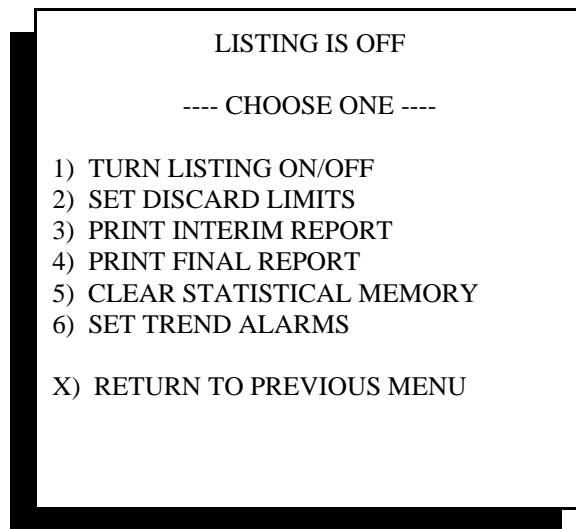 LISTING IS OFF
---- CHOOSE ONE ----
1) TURN LISTING ON/OFF
2) SET DISCARD LIMITS
3) PRINT INTERIM REPORT
4) PRINT FINAL REPORT
5) CLEAR STATISTICAL MEMORY
6) SET TREND ALARMS
X) RETURN TO PREVIOUS MENU